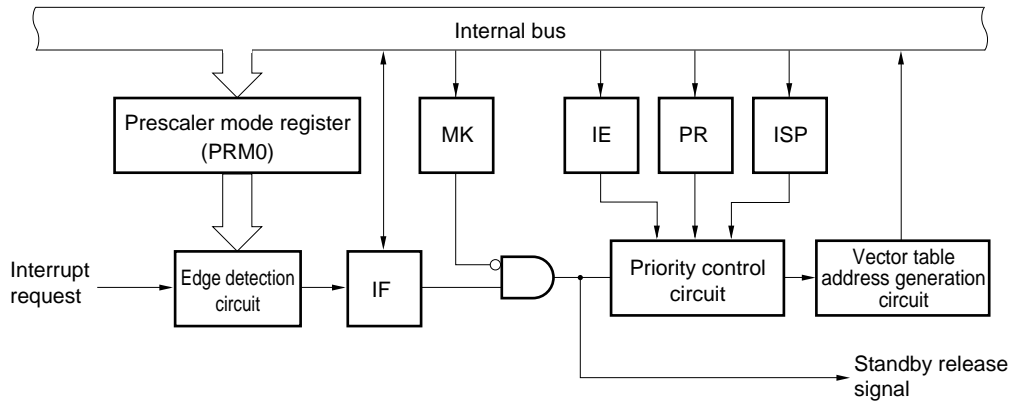 Internal bus
Prescaler mode register
(PRM0)
MK
IE
PR
ISP
Interrupt
request
Edge detection
circuit
IF
Priority control
circuit
Vector table
address generation
circuit
Standby release
signal